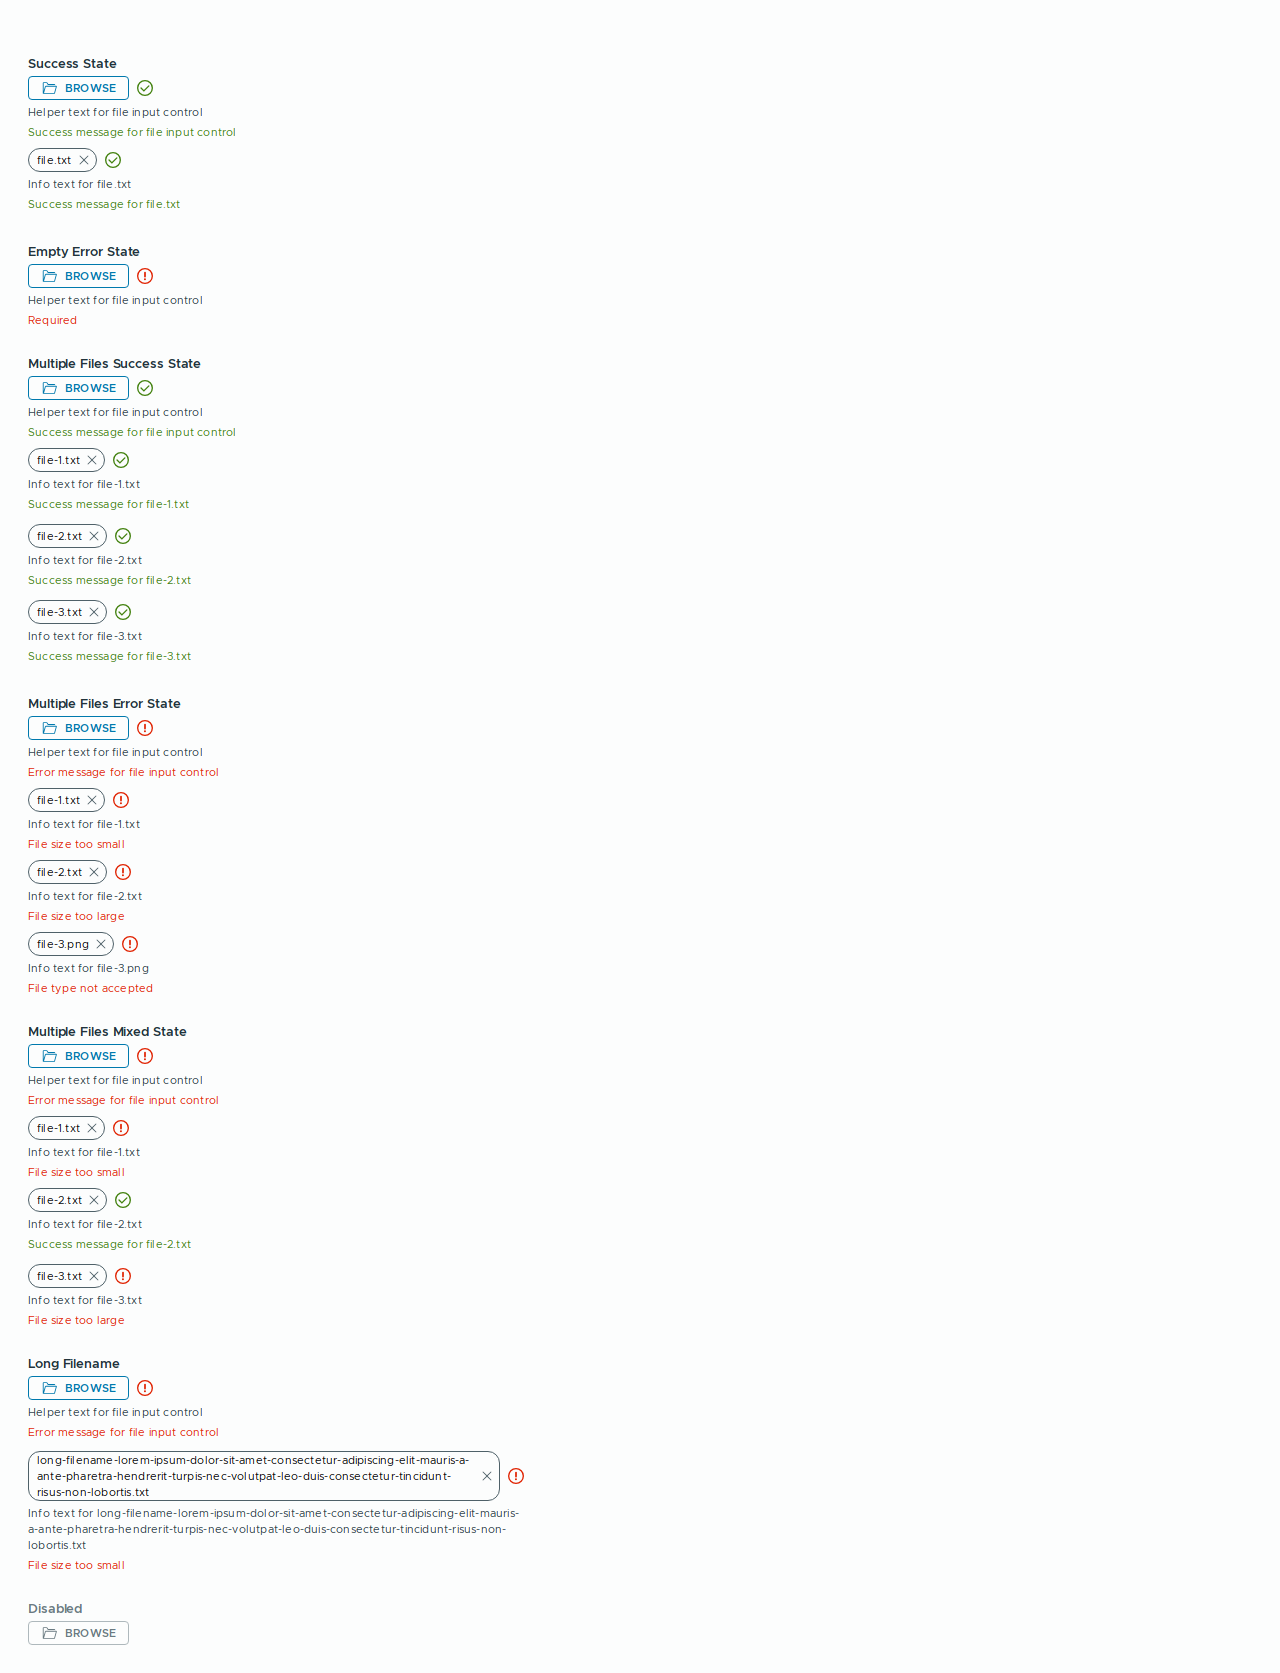 Success State
BROWSE
Helper text for file input control
Success message for file input control
file.txt
Info text for file.txt
Success message for file.txt
Empty Error State
BROWSE
Helper text for file input control
Required
Multiple Files Success State
BROWSE
Helper text for file input control
Success message for file input control
file-1.txt
Info text for file-1.txt
Success message for file-1.txt
file-2.txt
Info text for file-2.txt
Success message for file-2.txt
file-3.txt
Info text for file-3.txt
Success message for file-3.txt
Multiple Files Error State
BROWSE
Helper text for file input control
Error message for file input control
file-1.txt
Info text for file-1.txt
File size too small
file-2.txt
Info text for file-2.txt
File size too large
file-3.png
Info text for file-3.png
File type not accepted
Multiple Files Mixed State
BROWSE
Helper text for file input control
Error message for file input control
file-1.txt
Info text for file-1.txt
File size too small
file-2.txt
Info text for file-2.txt
Success message for file-2.txt
file-3.txt
Info text for file-3.txt
File size too large
Long Filename
BROWSE
Helper text for file input control
Error message for file input control
long-filename-lorem-ipsum-dolor-sit-amet-consectetur-adipiscing-elit-mauris-a-
ante-pharetra-hendrerit-turpis-nec-volutpat-leo-duis-consectetur-tincidunt-
risus-non-lobortis.txt
Info text for long-filename-lorem-ipsum-dolor-sit-amet-consectetur-adipiscing-elit-mauris-
a-ante-pharetra-hendrerit-turpis-nec-volutpat-leo-duis-consectetur-tincidunt-risus-non-
lobortis.txt
File size too small
Disabled
BROWSE